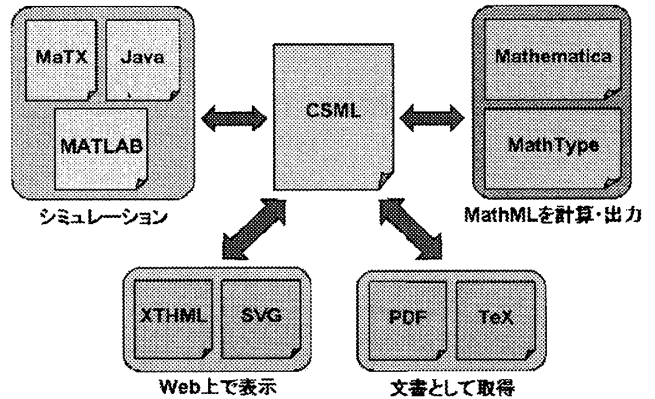 MaTX Java
MATLAB
シミュレーション
CSML
Mathematica
MathType
MathMLを計算・出力
XTHML SVG
Web上で表示
PDF TeX
文書として取得